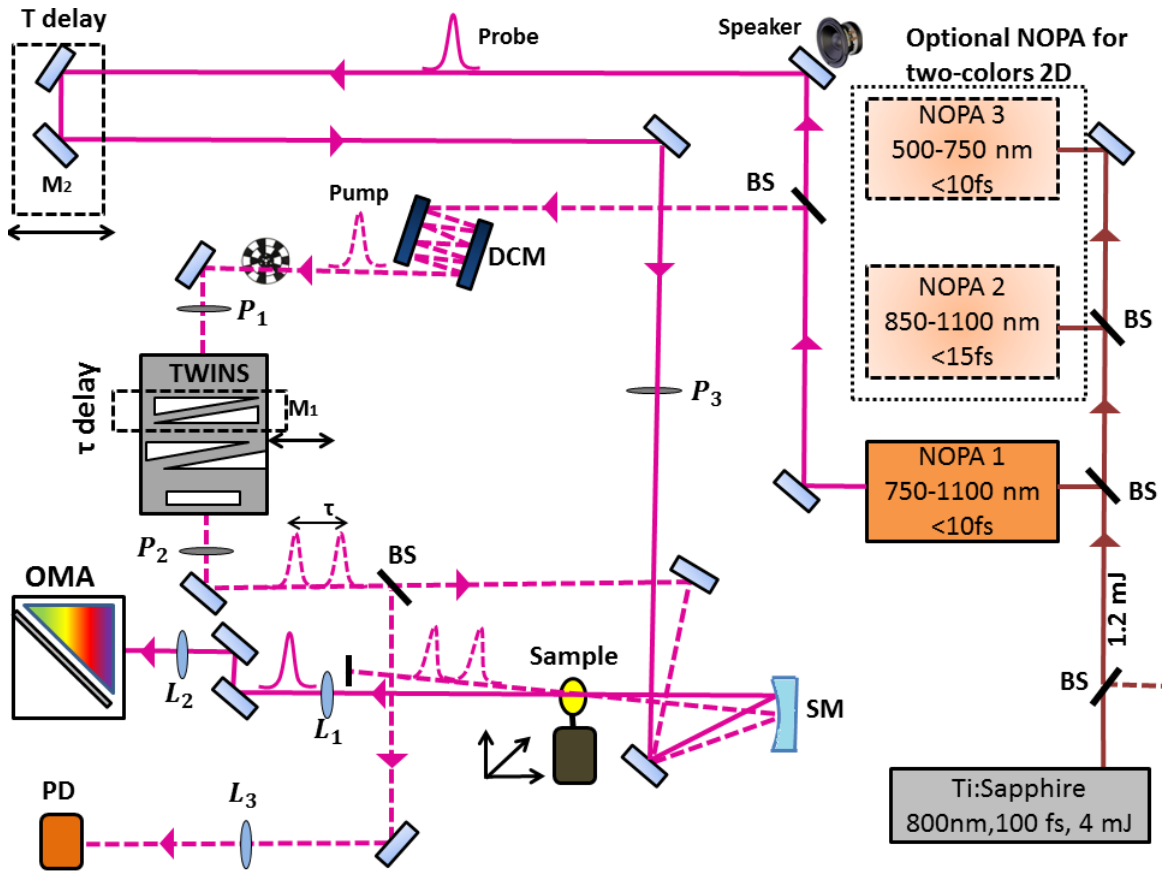 T delay
Probe
Speaker
Optional NOPA for
two-colors 2D
NOPA 3
500-750 nm
<10fs
M2
Pump
BS
DCM
NOPA 2
850-1100 nm
<15fs
BS
P1
TWINS
M1
τ delay
P3
NOPA 1
750-1100 nm
<10fs
BS
P2
τ
BS
OMA
1.2 mJ
Sample
BS
L2
L1
SM
PD
L3
Ti:Sapphire
800nm,100 fs, 4 mJ